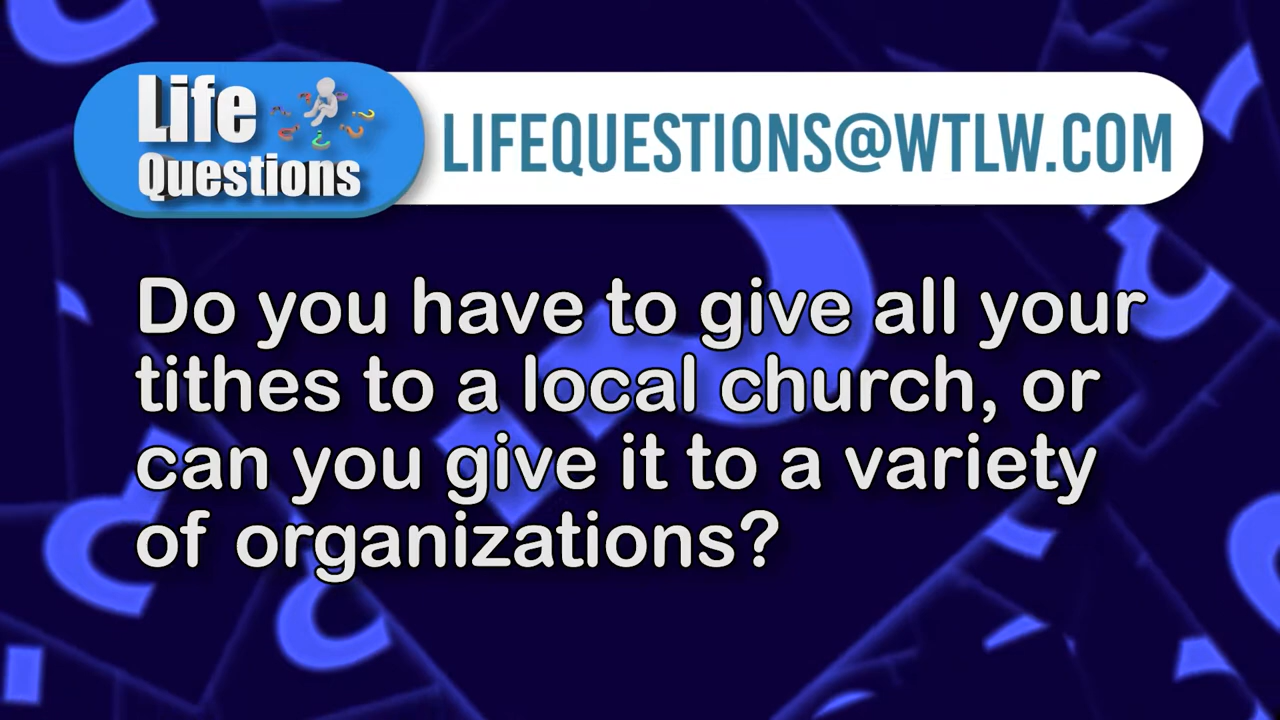 Life
Questions
LIFEQUESTIONS@WTLW.COM
Do you have to give all your
tithes to a local church, or
can you give it to a variety
of organizations?